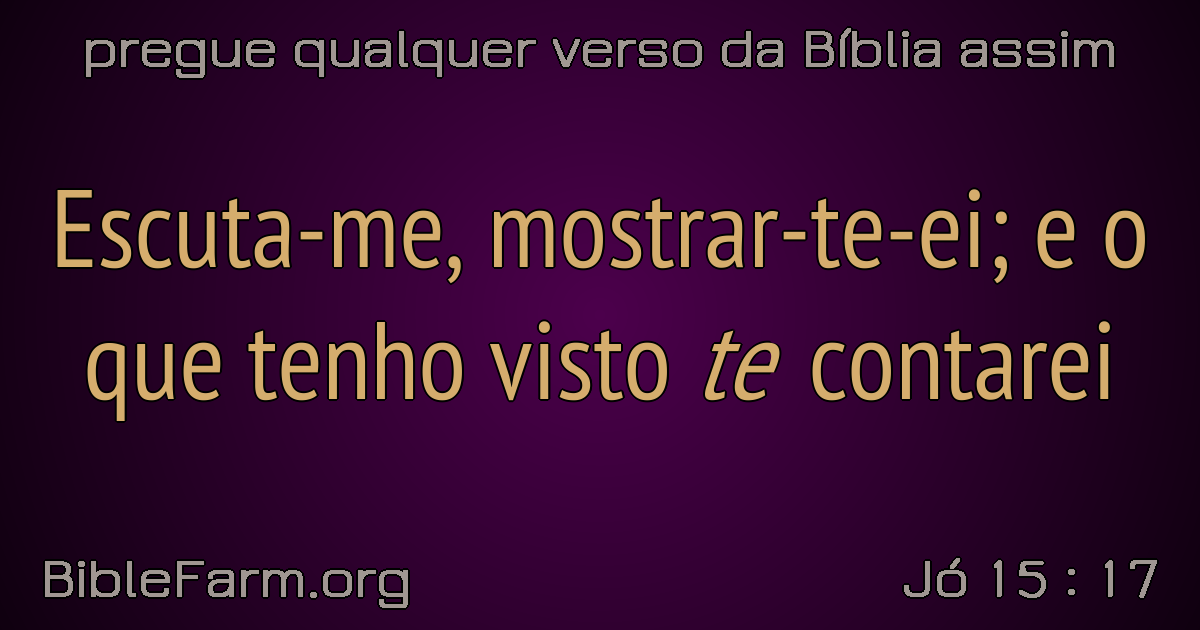 pregue qualquer verso da Bíblia assim
Escuta-me, mostrar-te-ei; e o
que tenho visto te contarei
BibleFarm.org
Jó 15 : 17